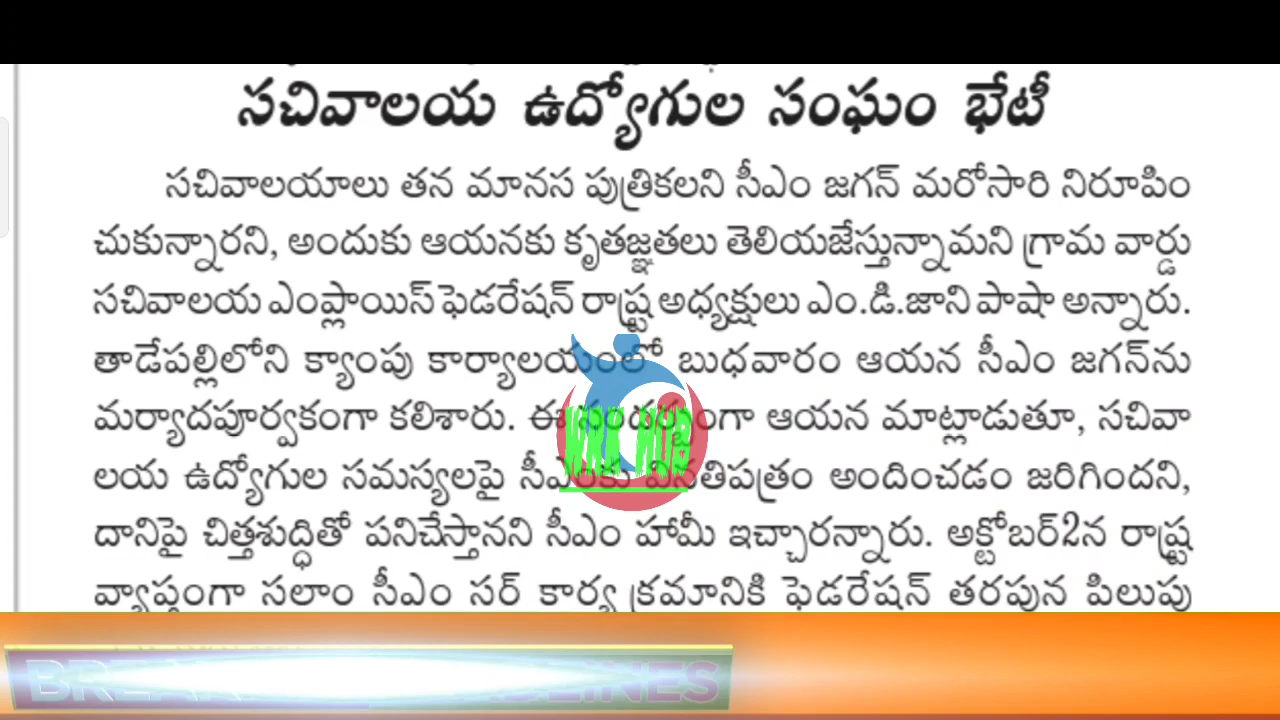 సచివాలయ ఉద్యోగుల సంఘం భేటీ
సచివాలయాలు తన మానస పుత్రికలని సీఎం జగన్ మరోసారి నిరూపిం
చుకున్నారని, అందుకు ఆయనకు కృతజ్ఞతలు తెలియజేస్తున్నామని గ్రామ వార్డు
సచివాలయ ఎంప్లాయిస్ ఫెడరేషన్ రాష్ట్ర అధ్యక్షులు ఎం.డి.జాని పాషా అన్నారు.
తాడేపల్లిలోని క్యాంపు కార్యాలయంలో బుధవారం ఆయన సీఎం జగన్‌ను
మర్యాదపూర్వకంగా కలిశారు. ఈ సందర్భంగా ఆయన మాట్లాడుతూ, సచివా
లయ ఉద్యోగుల సమస్యలపై సీఎంకు వినతిపత్రం అందించడం జరిగిందని,
దానిపై చిత్తశుద్ధితో పనిచేస్తానని సీఎం హామీ ఇచ్చారన్నారు. అక్టోబర్2న రాష్ట్ర
వ్యాప్తంగా సలాం సీఎం సర్ కార్య క్రమానికి ఫెడరేషన్ తరపున పిలుపు